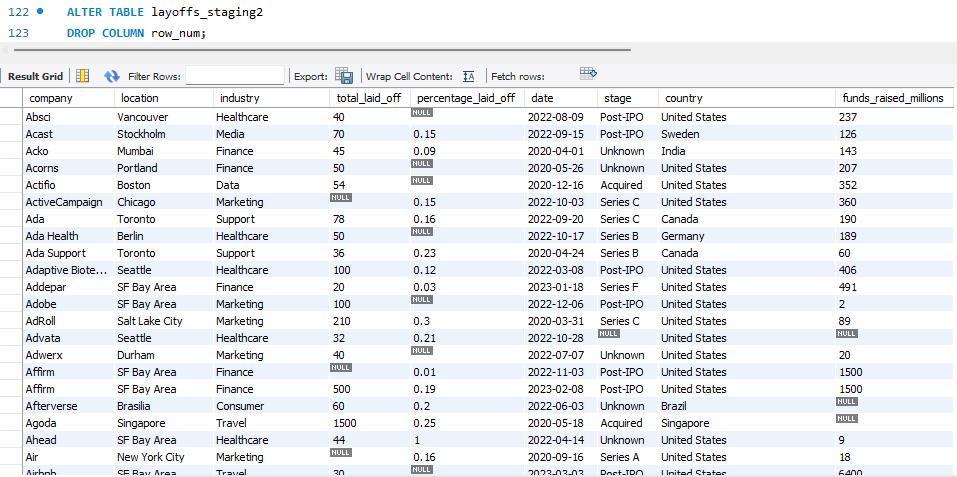 122 ALTER TABLE layoffs_staging2
123 DROP COLUMN row_num;
Result Grid Filter Rows: Export: Wrap Cell Content: Fetch rows:
company location industry total_laid_off percentage_laid_off date stage country funds_raised_millions
Absci Vancouver Healthcare 40 NULL 2022-08-09 Post-IPO United States 237
Acast Stockholm Media 70 0.15 2022-09-15 Post-IPO Sweden 126
Acko Mumbai Finance 45 0.09 2020-04-01 Unknown India 143
Acorns Portland Finance 50 NULL 2020-05-26 Unknown United States 207
Actifio Boston Data 54 NULL 2020-12-16 Acquired United States 352
ActiveCampaign Chicago Marketing NULL 0.15 2022-10-03 Series C United States 360
Ada Toronto Support 78 0.16 2022-09-20 Series C Canada 190
Ada Health Berlin Healthcare 50 NULL 2022-10-17 Series B Germany 189
Ada Support Toronto Support 36 0.23 2020-04-24 Series B Canada 60
Adaptive Biote... Seattle Healthcare 100 0.12 2022-03-08 Post-IPO United States 406
Addepar SF Bay Area Finance 20 0.03 2023-01-18 Series F United States 491
Adobe SF Bay Area Marketing 100 NULL 2022-12-06 Post-IPO United States 2
AdRoll Salt Lake City Marketing 210 0.3 2020-03-31 Series C United States 89
Advata Seattle Healthcare 32 0.21 2022-10-28 NULL United States NULL
Adwerx Durham Marketing 40 NULL 2022-07-07 Unknown United States 20
Affirm SF Bay Area Finance NULL 0.01 2022-11-03 Post-IPO United States 1500
Affirm SF Bay Area Finance 500 0.19 2023-02-08 Post-IPO United States 1500
Afterverse Brasilia Consumer 60 0.2 2022-06-03 Unknown Brazil NULL
Agoda Singapore Travel 1500 0.25 2020-05-18 Acquired Singapore NULL
Ahead SF Bay Area Healthcare 44 1 2022-04-14 Unknown United States 9
Air New York City Marketing NULL 0.16 2020-09-16 Series A United States 18
Airbnb SF Bay Area Travel 30 NULL 2023-03-03 Post-IPO United States 6400